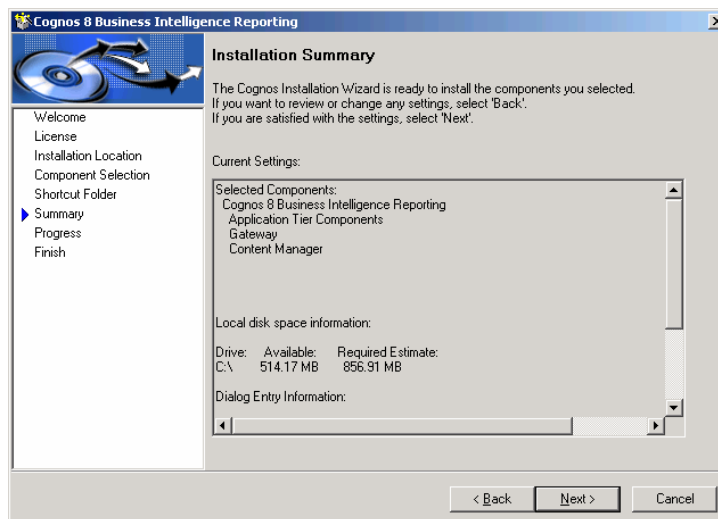 Cognos 8 Business Intelligence Reporting
Installation Summary
The Cognos Installation Wizard is ready to install the components you selected.
If you want to review or change any settings, select 'Back'.
If you are satisfied with the settings, select 'Next'.
Welcome
License
Installation Location
Component Selection
Shortcut Folder
Summary
Progress
Finish
Current Settings:
Selected Components:
Cognos 8 Business Intelligence Reporting
Application Tier Components
Gateway
Content Manager
Local disk space information:
Drive: Available: Required Estimate:
C:\ 514.17 MB 856.91 MB
Dialog Entry Information:
< Back
Next >
Cancel